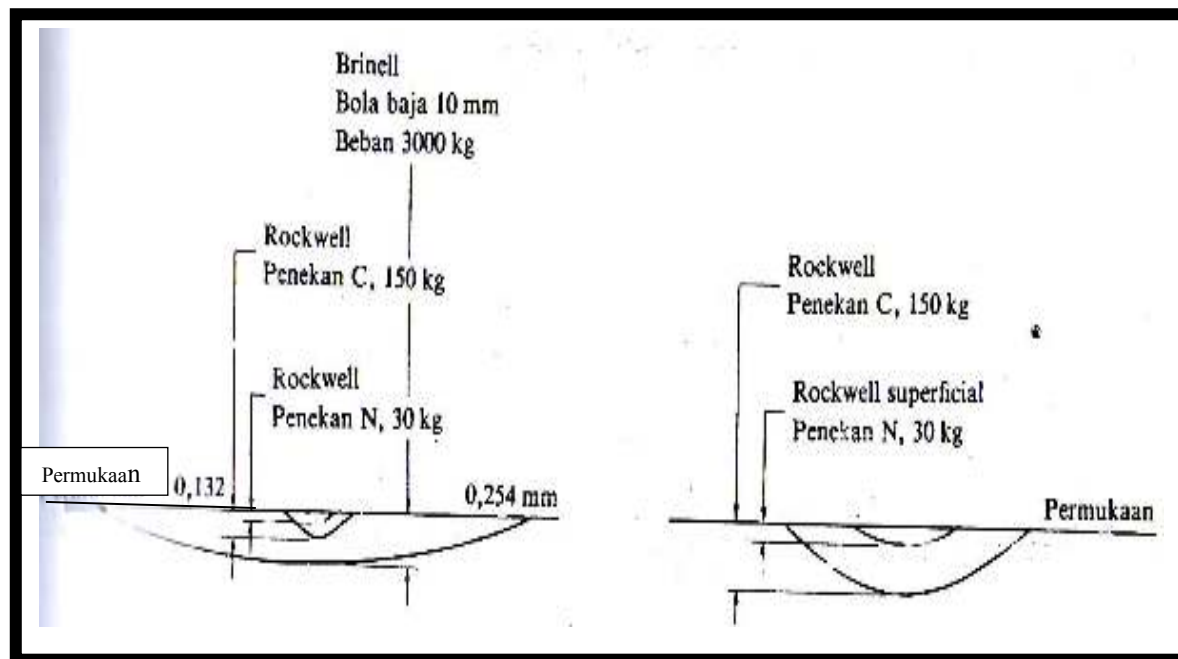 Brinell
Bola baja 10 mm
Beban 3000 kg
Rockwell
Penekan C, 150 kg
Rockwell
Penekan N, 30 kg
Permukaan
0,132
0,254 mm
Rockwell
Penekan C, 150 kg
Rockwell superficial
Penekan N, 30 kg
Permukaan